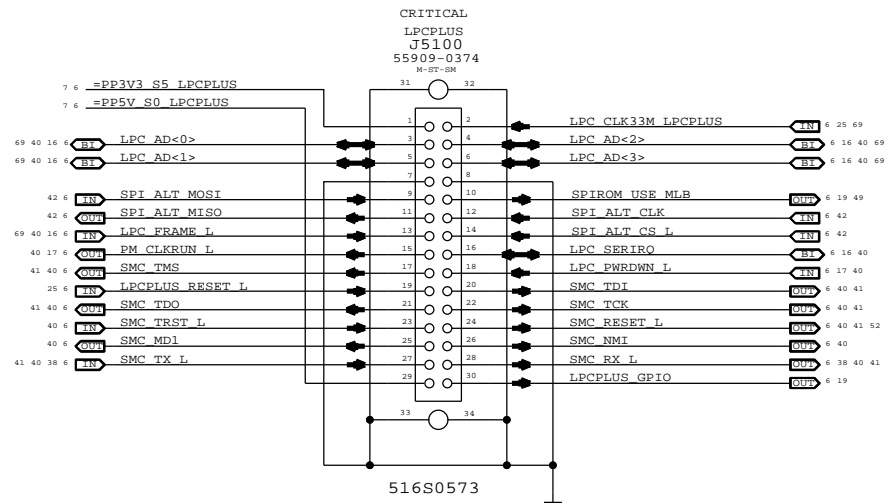 CRITICAL
LPCPLUS
J5100
55909-0374
M-ST-SM
31 32
7 6 =PP3V3_S5_LPCPLUS
7 6 =PP5V_S0_LPCPLUS
1 2 LPC_CLK33M_LPCPLUS IN 6 25 69
69 40 16 6 BI LPC_AD<0> 3 4 LPC_AD<2> BI 6 16 40 69
69 40 16 6 BI LPC_AD<1> 5 6 LPC_AD<3> BI 6 16 40 69
7 8
42 6 IN SPI_ALT_MOSI 9 10 SPIROM_USE_MLB OUT 6 19 49
42 6 OUT SPI_ALT_MISO 11 12 SPI_ALT_CLK IN 6 42
69 40 16 6 IN LPC_FRAME_L 13 14 SPI_ALT_CS_L IN 6 42
40 17 6 OUT PM_CLKRUN_L 15 16 LPC_SERIRQ BI 6 16 40
41 40 6 OUT SMC_TMS 17 18 LPC_PWRDWN_L IN 6 17 40
25 6 IN LPCPLUS_RESET_L 19 20 SMC_TDI OUT 6 40 41
41 40 6 OUT SMC_TDO 21 22 SMC_TCK OUT 6 40 41
40 6 IN SMC_TRST_L 23 24 SMC_RESET_L OUT 6 40 41 52
40 6 OUT SMC_MD1 25 26 SMC_NMI OUT 6 40
41 40 38 6 IN SMC_TX_L 27 28 SMC_RX_L OUT 6 38 40 41
29 30 LPCPLUS_GPIO OUT 6 19
33 34
516S0573